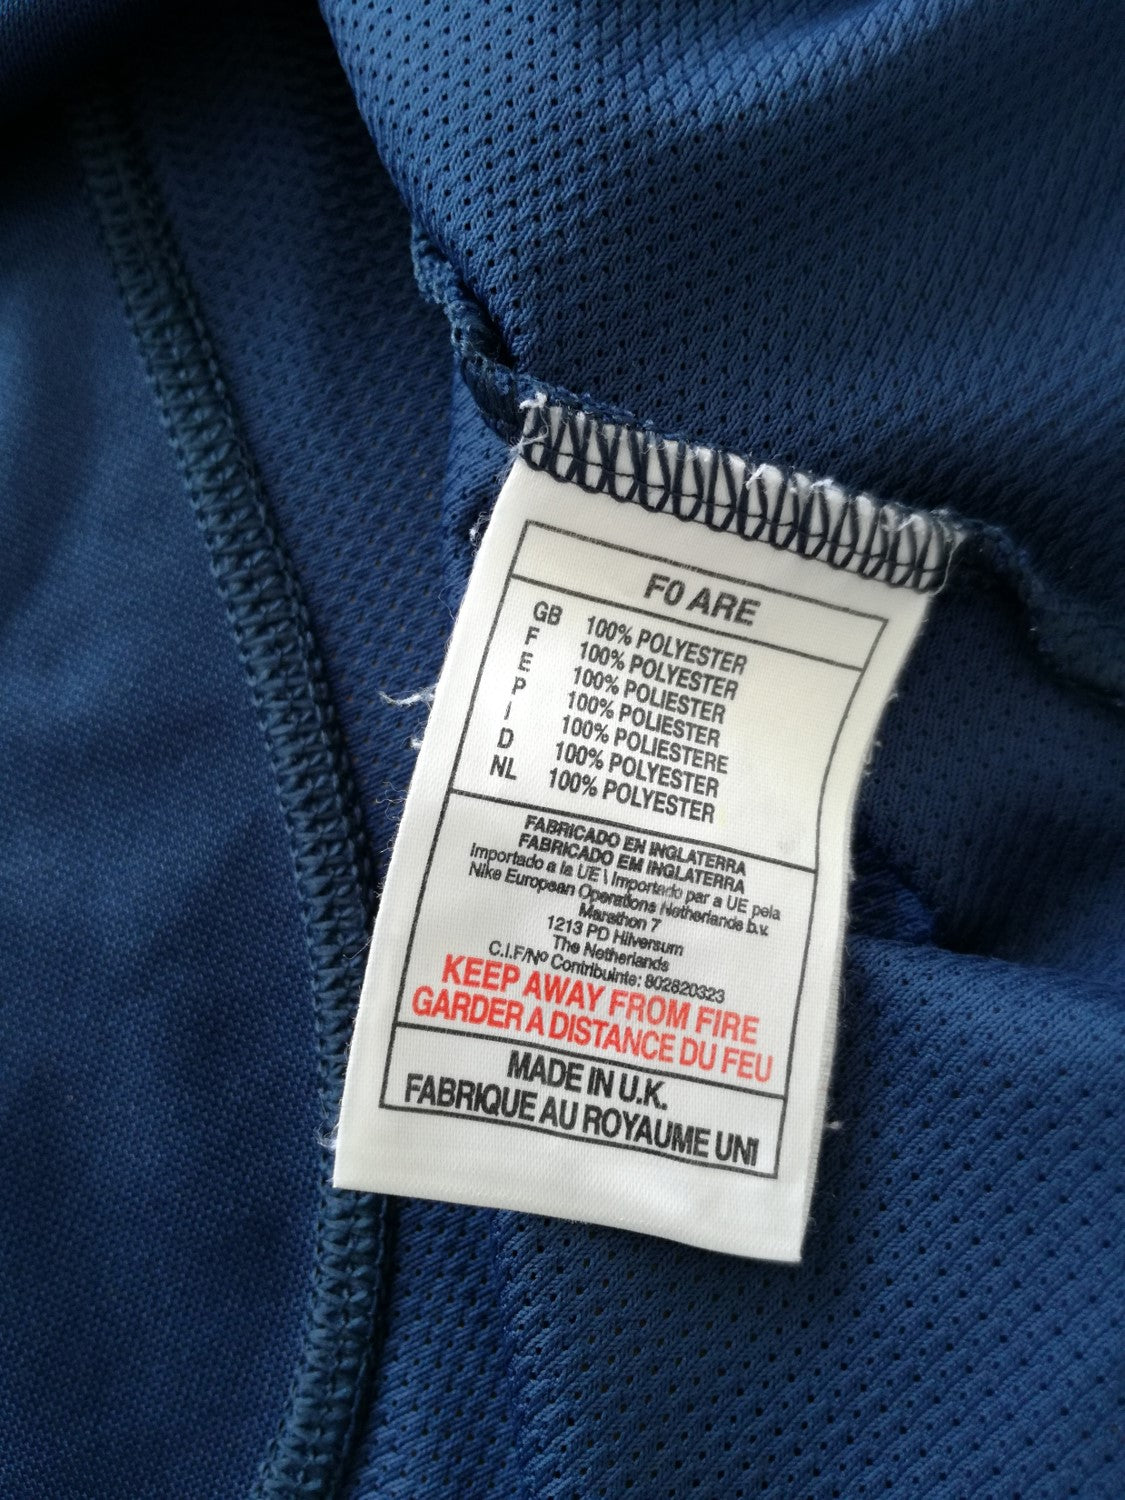 F0 ARE
GB 100% POLYESTER
F 100% POLYESTER
E 100% POLIESTER
P 100% POLIESTER
I 100% POLIESTERE
D 100% POLYESTER
NL 100% POLYESTER
FABRICADO EN INGLATERRA
FABRICADO EM INGLATERRA
Importado a la UE \ Importado par a UE pela
Nike European Operations Netherlands b.v.
Marathon 7
1213 PD Hilversum
The Netherlands
C.I.F/Nº Contribuinte: 802820323
KEEP AWAY FROM FIRE
GARDER A DISTANCE DU FEU
MADE IN U.K.
FABRIQUE AU ROYAUME UNI